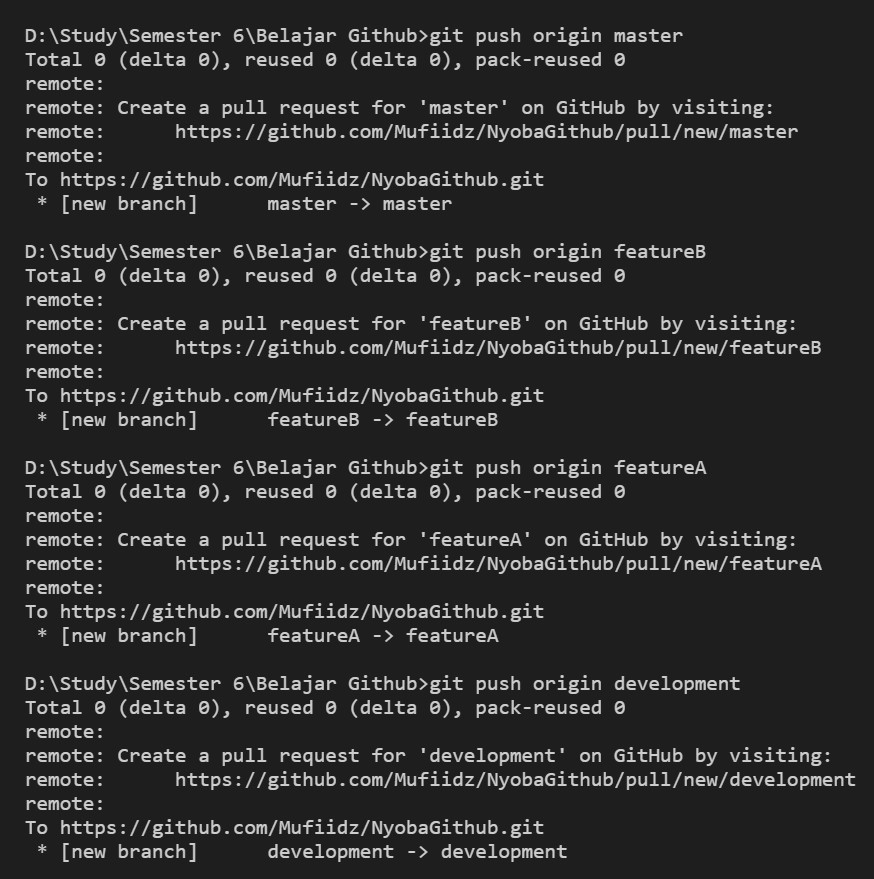 D:\Study\Semester 6\Belajar Github>git push origin master
Total 0 (delta 0), reused 0 (delta 0), pack-reused 0
remote:
remote: Create a pull request for 'master' on GitHub by visiting:
remote:      https://github.com/Mufiidz/NyobaGithub/pull/new/master
remote:
To https://github.com/Mufiidz/NyobaGithub.git
 * [new branch]      master -> master

D:\Study\Semester 6\Belajar Github>git push origin featureB
Total 0 (delta 0), reused 0 (delta 0), pack-reused 0
remote:
remote: Create a pull request for 'featureB' on GitHub by visiting:
remote:      https://github.com/Mufiidz/NyobaGithub/pull/new/featureB
remote:
To https://github.com/Mufiidz/NyobaGithub.git
 * [new branch]      featureB -> featureB

D:\Study\Semester 6\Belajar Github>git push origin featureA
Total 0 (delta 0), reused 0 (delta 0), pack-reused 0
remote:
remote: Create a pull request for 'featureA' on GitHub by visiting:
remote:      https://github.com/Mufiidz/NyobaGithub/pull/new/featureA
remote:
To https://github.com/Mufiidz/NyobaGithub.git
 * [new branch]      featureA -> featureA

D:\Study\Semester 6\Belajar Github>git push origin development
Total 0 (delta 0), reused 0 (delta 0), pack-reused 0
remote:
remote: Create a pull request for 'development' on GitHub by visiting:
remote:      https://github.com/Mufiidz/NyobaGithub/pull/new/development
remote:
To https://github.com/Mufiidz/NyobaGithub.git
 * [new branch]      development -> development